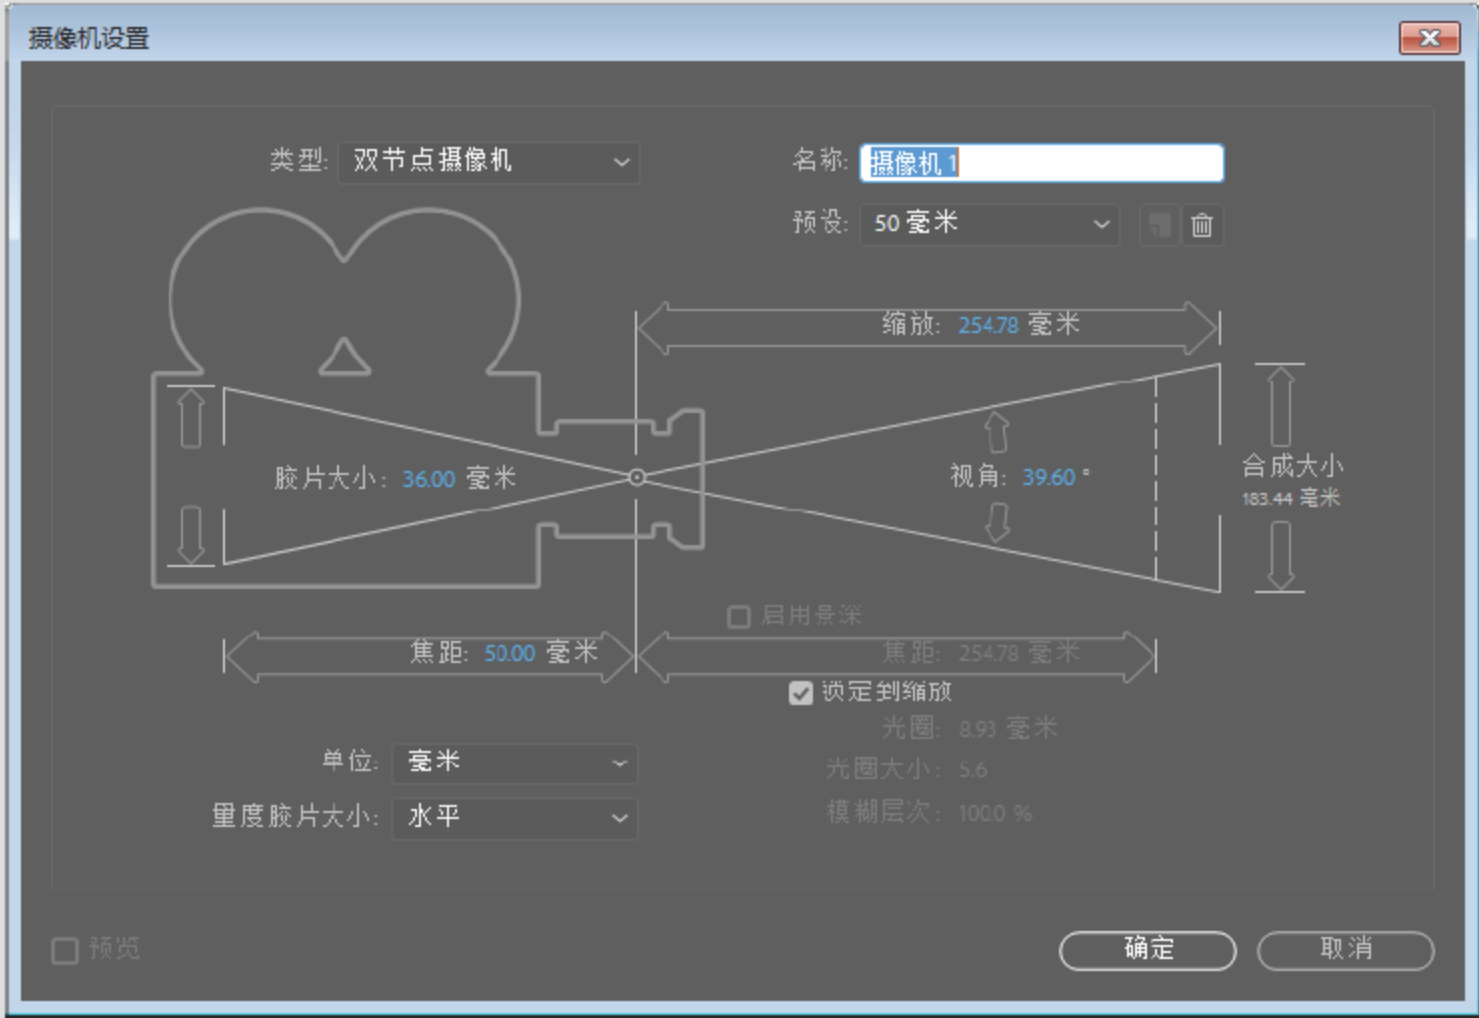 摄像机设置
类型: 双节点摄像机
名称: 摄像机 1
预设: 50 毫米
缩放: 254.78 毫米
胶片大小: 36.00 毫米
视角: 39.60 °
合成大小
183.44 毫米
启用景深
焦距: 50.00 毫米
焦距: 254.78 毫米
锁定到缩放
光圈: 8.93 毫米
光圈大小: 5.6
模糊层次: 100.0 %
单位: 毫米
量度胶片大小: 水平
预览
确定
取消